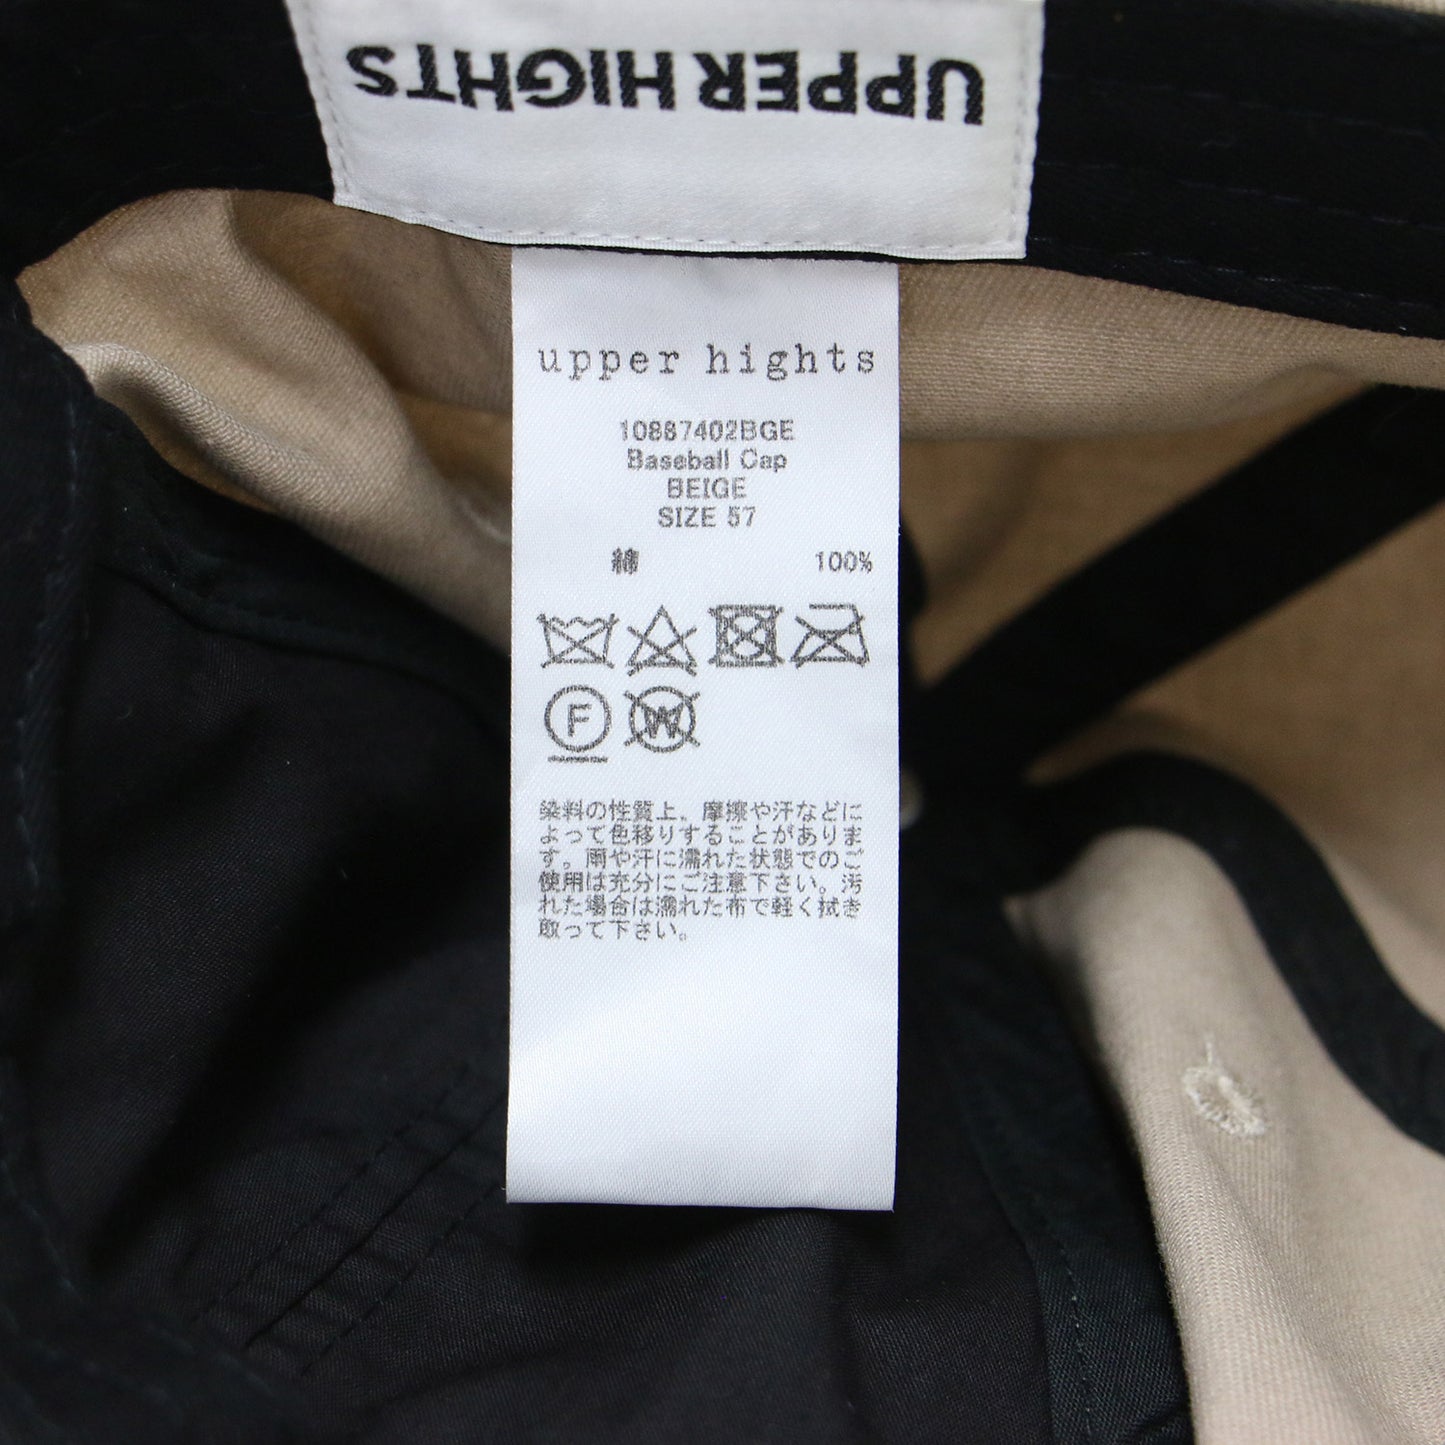 UPPER HIGHTS
upper hights
10887402BGE
Baseball Cap
BEIGE
SIZE 57
綿 100%
F
W
染料の性質上、摩擦や汗などに
よって色移りすることがありま
す。雨や汗に濡れた状態でのご
使用は充分にご注意下さい。汚
れた場合は濡れた布で軽く拭き
取って下さい。